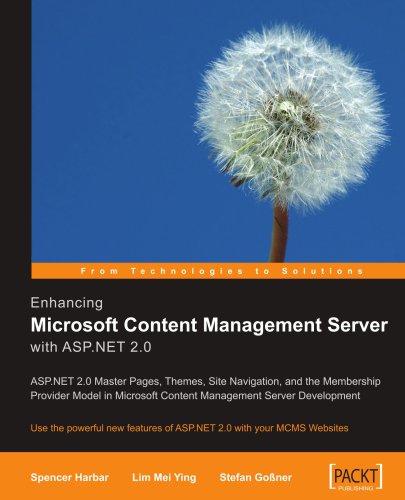 From Technologies to Solutions
Enhancing
Microsoft Content Management Server
with ASP.NET 2.0
ASP.NET 2.0 Master Pages, Themes, Site Navigation, and the Membership
Provider Model in Microsoft Content Management Server Development
Use the powerful new features of ASP.NET 2.0 with your MCMS Websites
Spencer Harbar Lim Mei Ying Stefan Goßner
PACKT
PUBLISHING